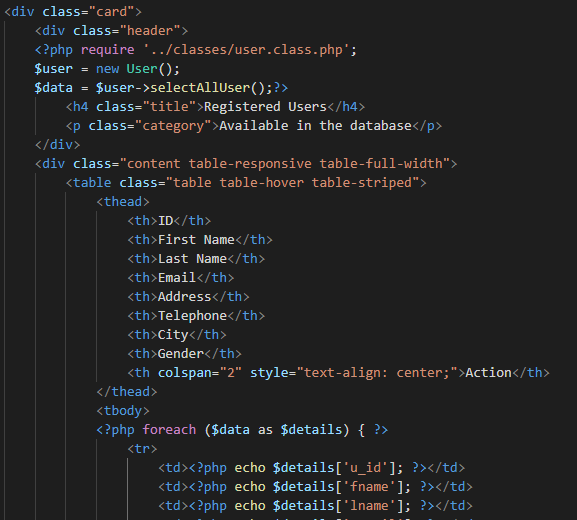 <div class="card">
<div class="header">
<?php require '../classes/user.class.php';
$user = new User();
$data = $user->selectAllUser();?>
<h4 class="title">Registered Users</h4>
<p class="category">Available in the database</p>
</div>
<div class="content table-responsive table-full-width">
<table class="table table-hover table-striped">
<thead>
<th>ID</th>
<th>First Name</th>
<th>Last Name</th>
<th>Email</th>
<th>Address</th>
<th>Telephone</th>
<th>City</th>
<th>Gender</th>
<th colspan="2" style="text-align: center;">Action</th>
</thead>
<tbody>
<?php foreach ($data as $details) { ?>
<tr>
<td><?php echo $details['u_id']; ?></td>
<td><?php echo $details['fname']; ?></td>
<td><?php echo $details['lname']; ?></td>